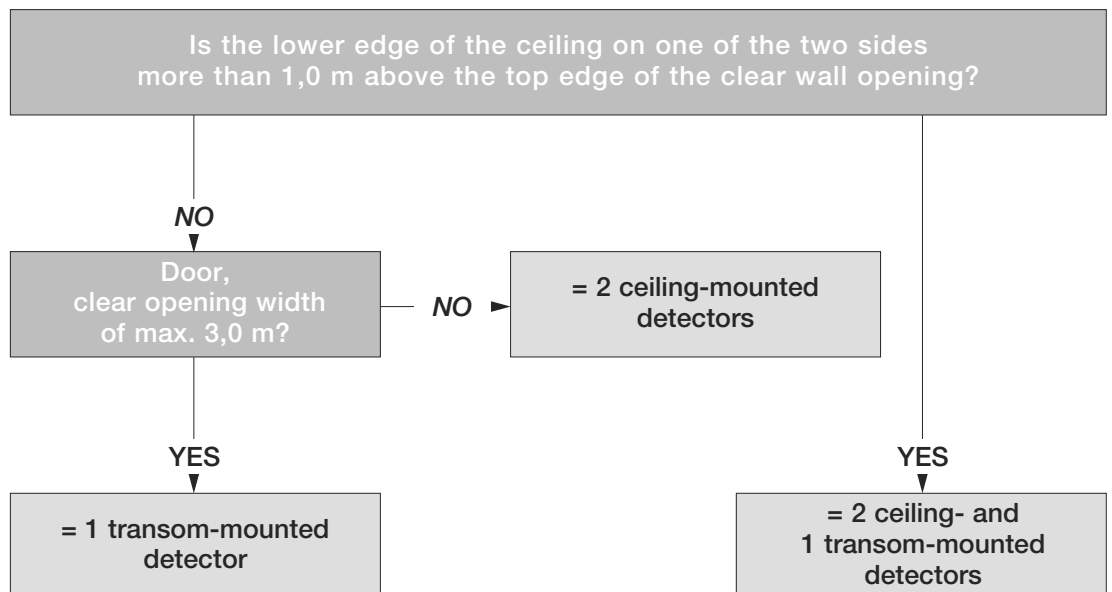 Is the lower edge of the ceiling on one of the two sides
more than 1,0 m above the top edge of the clear wall opening?
NO
Door,
clear opening width
of max. 3,0 m?
NO
= 2 ceiling-mounted
detectors
YES
YES
= 1 transom-mounted
detector
= 2 ceiling- and
1 transom-mounted
detectors